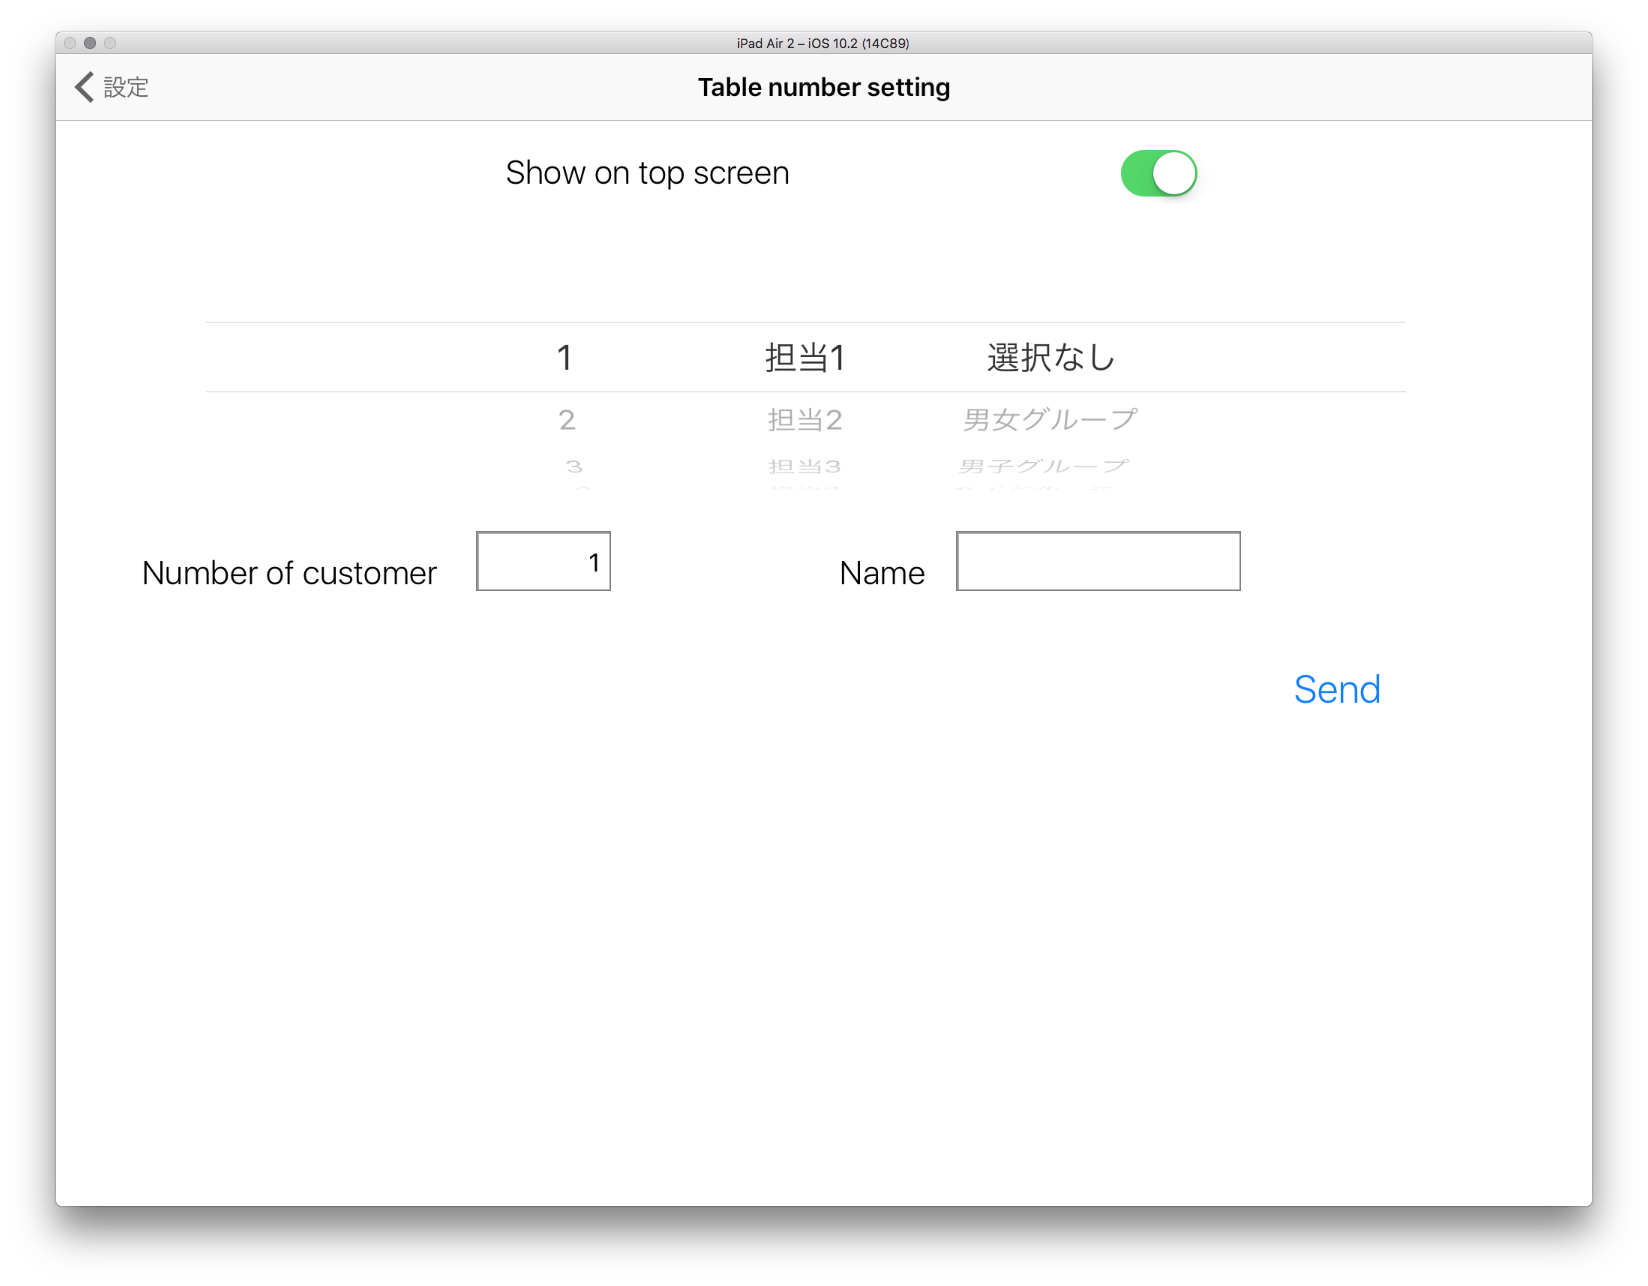 iPad Air 2 – iOS 10.2 (14C89)
設定
Table number setting
Show on top screen
1 担当1 選択なし
2 担当2 男女グループ
3 担当3 男子グループ
Number of customer 1 Name
Send